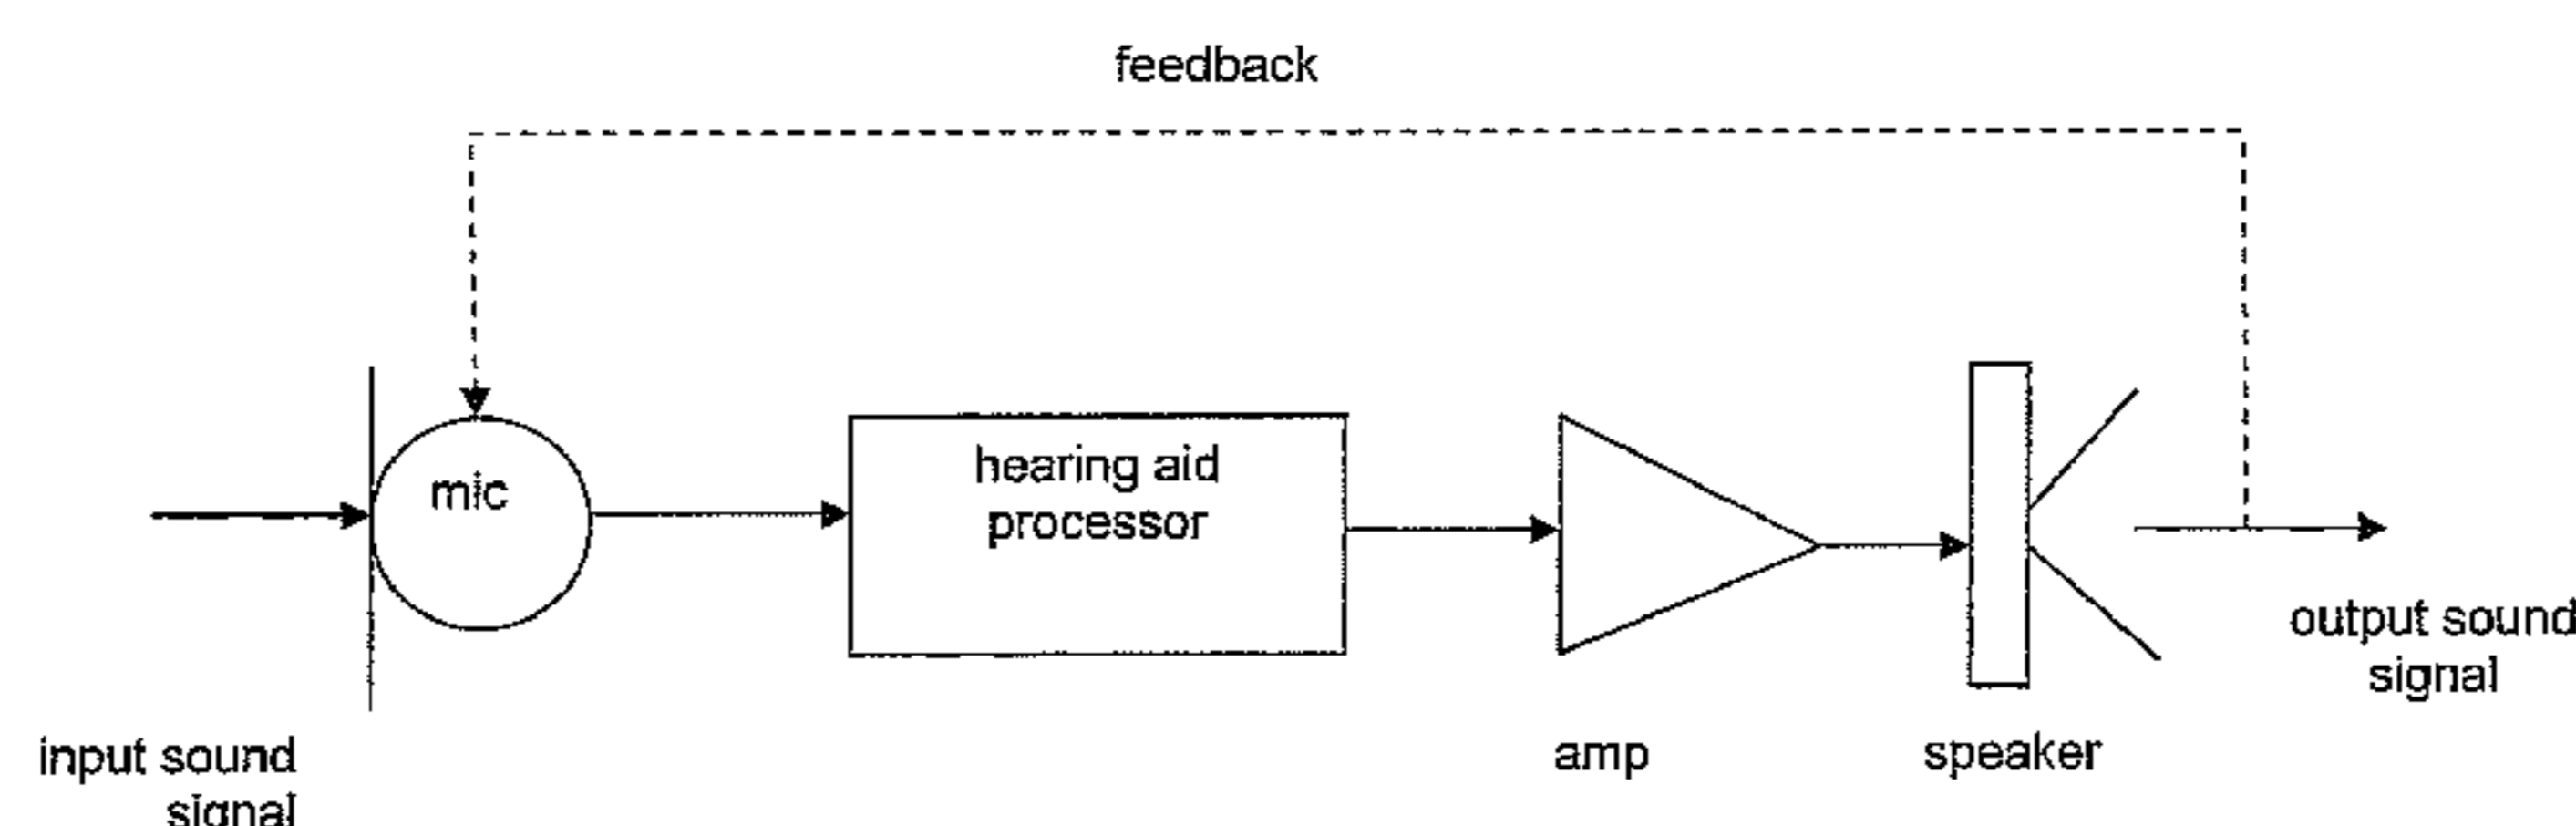 feedback
mic
hearing aid
processor
output sound
signal
amp
speaker
input sound
signal